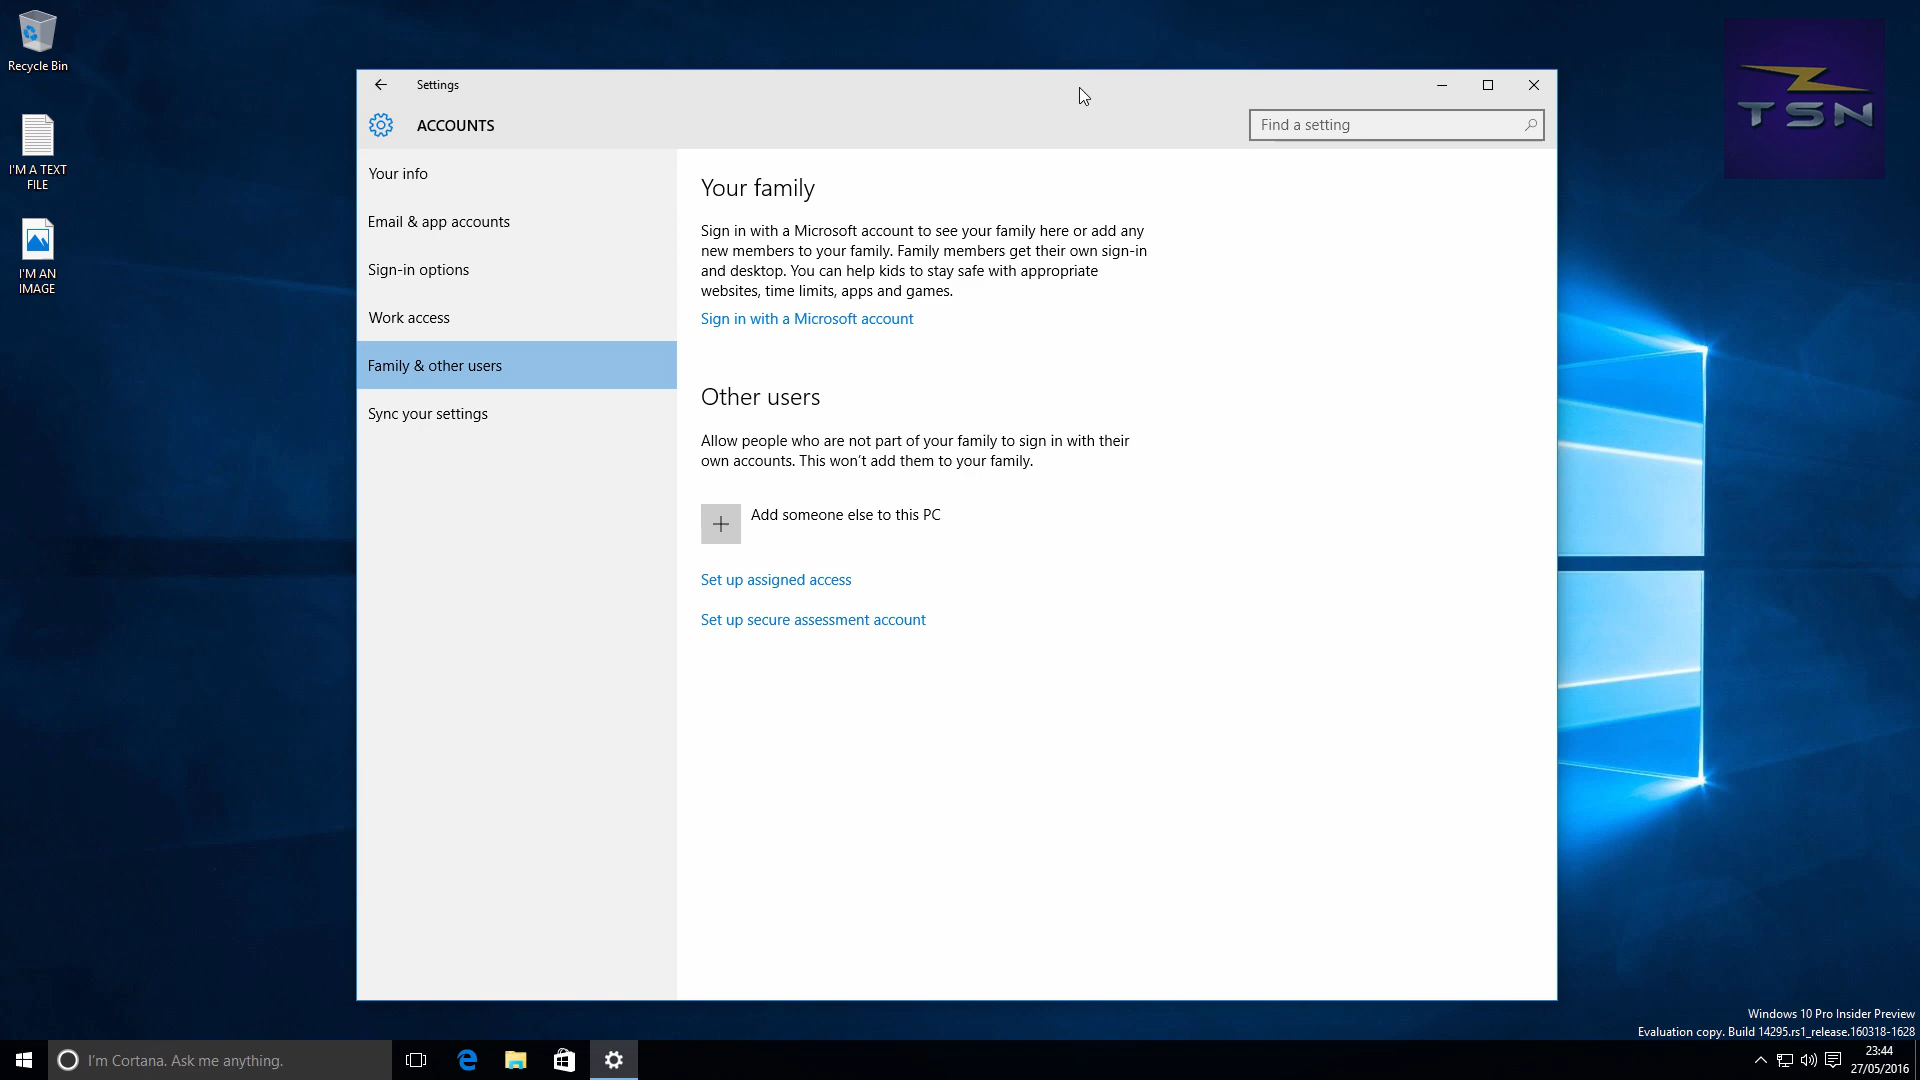 Recycle Bin
I'M A TEXT
FILE
I'M AN
IMAGE
Settings
ACCOUNTS
Find a setting
Your info
Email & app accounts
Sign-in options
Work access
Family & other users
Sync your settings
Your family
Sign in with a Microsoft account to see your family here or add any
new members to your family. Family members get their own sign-in
and desktop. You can help kids to stay safe with appropriate
websites, time limits, apps and games.
Sign in with a Microsoft account
Other users
Allow people who are not part of your family to sign in with their
own accounts. This won’t add them to your family.
Add someone else to this PC
Set up assigned access
Set up secure assessment account
TSN
Windows 10 Pro Insider Preview
Evaluation copy. Build 14295.rs1_release.160318-1628
I'm Cortana. Ask me anything.
23:44
27/05/2016